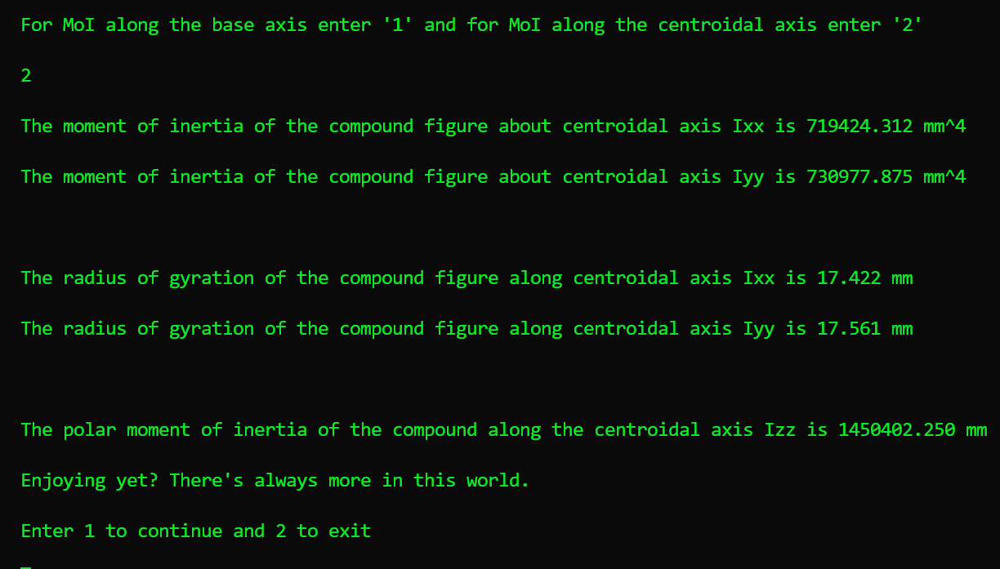 For MoI along the base axis enter '1' and for MoI along the centroidal axis enter '2'
2
The moment of inertia of the compound figure about centroidal axis Ixx is 719424.312 mm^4
The moment of inertia of the compound figure about centroidal axis Iyy is 730977.875 mm^4
The radius of gyration of the compound figure along centroidal axis Ixx is 17.422 mm
The radius of gyration of the compound figure along centroidal axis Iyy is 17.561 mm
The polar moment of inertia of the compound along the centroidal axis Izz is 1450402.250 mm
Enjoying yet? There's always more in this world.
Enter 1 to continue and 2 to exit